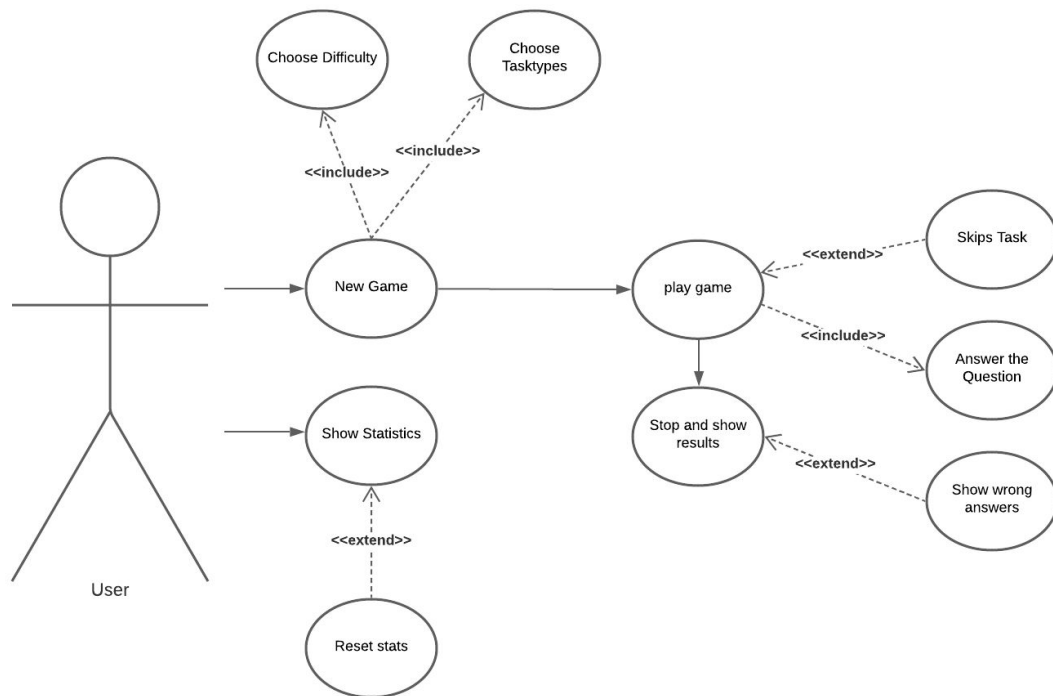 Choose Difficulty
Choose
Tasktypes
<<include>>
<<include>>
Skips Task
<<extend>>
New Game
play game
<<include>>
Answer the
Question
Show Statistics
Stop and show
results
<<extend>>
Show wrong
answers
<<extend>>
User
Reset stats